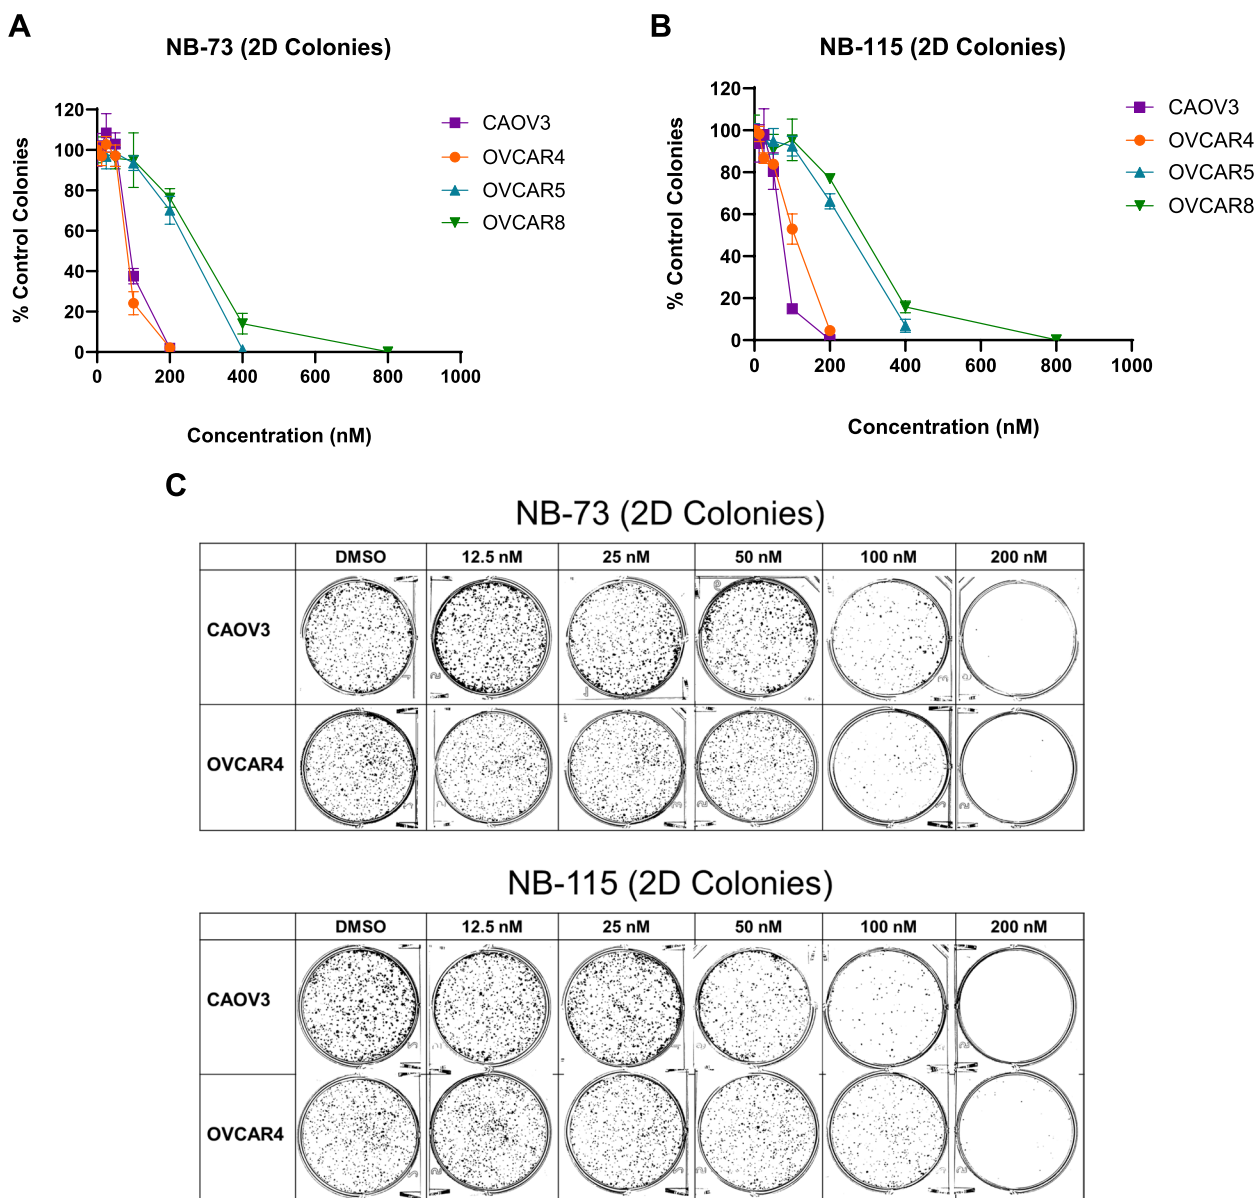 A
NB-73 (2D Colonies)
120
100
80
60
40
20
0
% Control Colonies
0 200 400 600 800 1000
Concentration (nM)
CAOV3
OVCAR4
OVCAR5
OVCAR8
B
NB-115 (2D Colonies)
120
100
80
60
40
20
0
% Control Colonies
0 200 400 600 800 1000
Concentration (nM)
CAOV3
OVCAR4
OVCAR5
OVCAR8
C
NB-73 (2D Colonies)
DMSO 12.5 nM 25 nM 50 nM 100 nM 200 nM
CAOV3
OVCAR4
NB-115 (2D Colonies)
DMSO 12.5 nM 25 nM 50 nM 100 nM 200 nM
CAOV3
OVCAR4